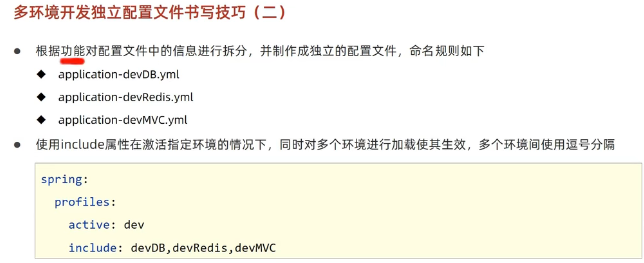 多环境开发独立配置文件书写技巧（二）
● 根据功能对配置文件中的信息进行拆分，并制作成独立的配置文件，命名规则如下
◆ application-devDB.yml
◆ application-devRedis.yml
◆ application-devMVC.yml
● 使用include属性在激活指定环境的情况下，同时对多个环境进行加载使其生效，多个环境间使用逗号分隔
spring:
  profiles:
    active: dev
    include: devDB,devRedis,devMVC